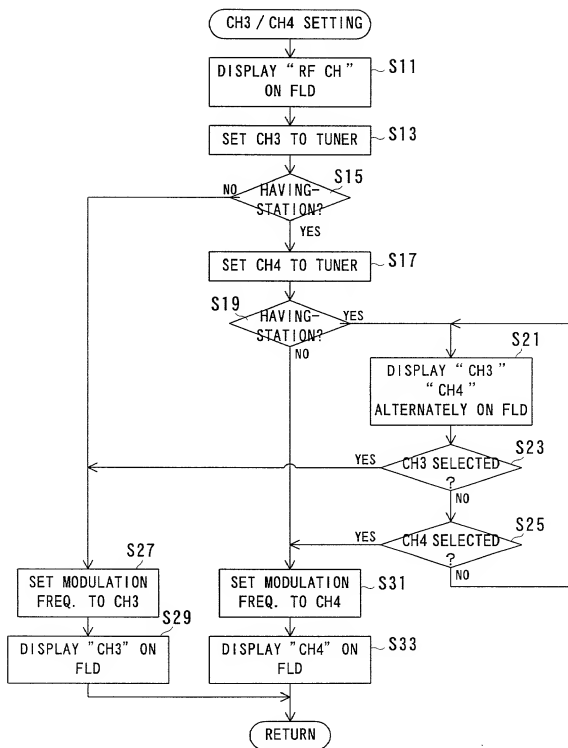 CH3 / CH4 SETTING
DISPLAY "RF CH"
ON FLD
S11
SET CH3 TO TUNER
S13
HAVING-
STATION?
S15
NO
YES
SET CH4 TO TUNER
S17
HAVING-
STATION?
S19
YES
NO
DISPLAY "CH3"
"CH4"
ALTERNATELY ON FLD
S21
CH3 SELECTED
?
S23
YES
NO
CH4 SELECTED
?
S25
YES
NO
SET MODULATION
FREQ. TO CH3
S27
SET MODULATION
FREQ. TO CH4
S31
DISPLAY "CH3" ON
FLD
S29
DISPLAY "CH4" ON
FLD
S33
RETURN